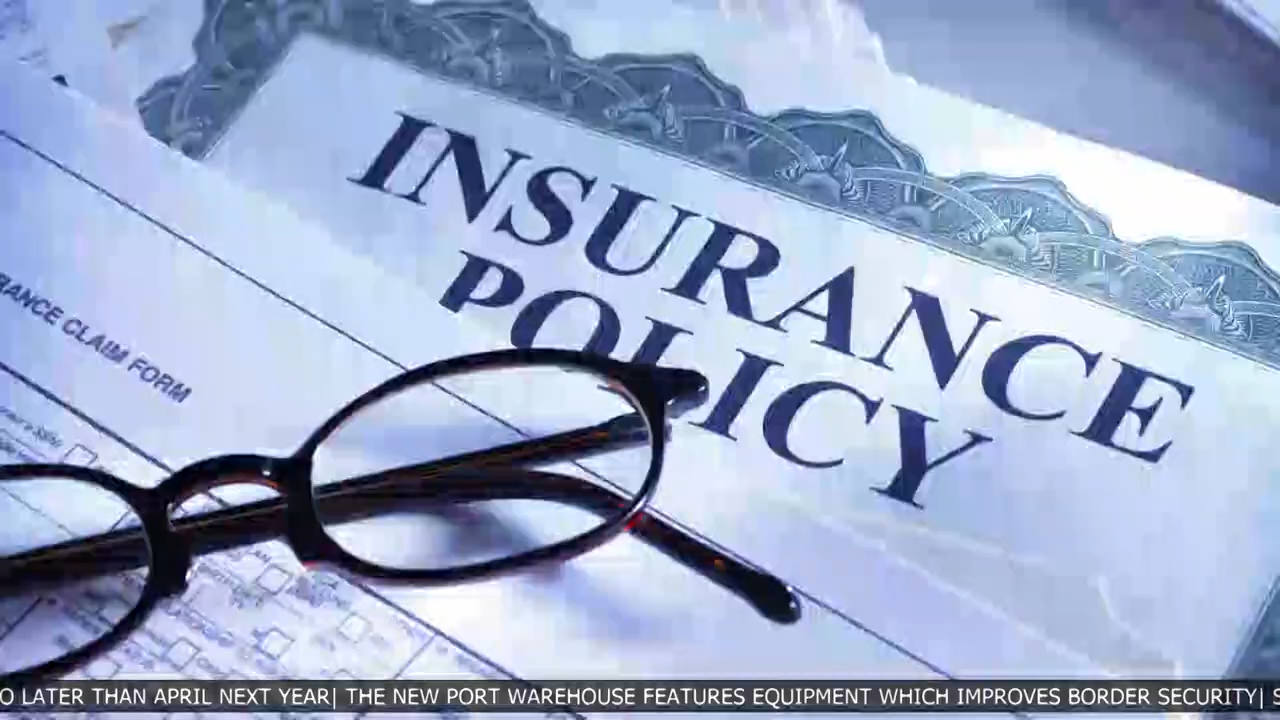 INSURANCE
POLICY
RANCE CLAIM FORM
O LATER THAN APRIL NEXT YEAR| THE NEW PORT WAREHOUSE FEATURES EQUIPMENT WHICH IMPROVES BORDER SECURITY| S